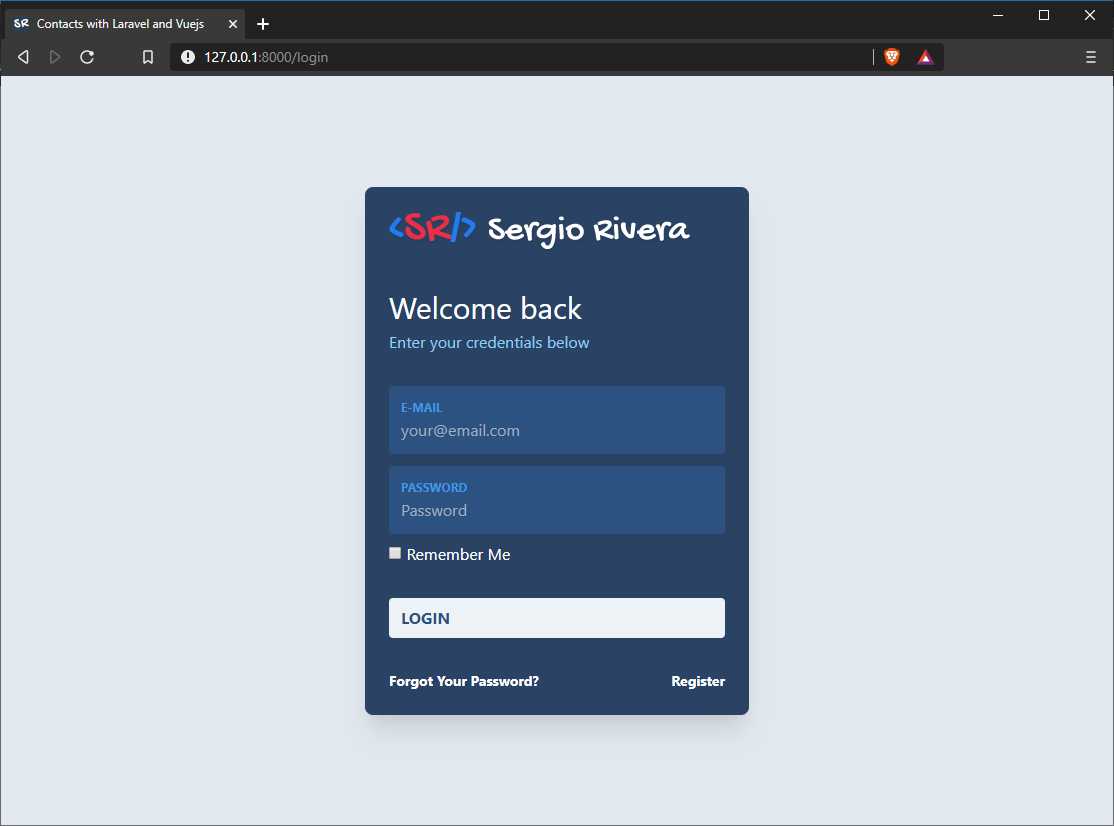 SR Contacts with Laravel and Vuejs
127.0.0.1:8000/login
<SR/> Sergio Rivera
Welcome back
Enter your credentials below
E-MAIL
your@email.com
PASSWORD
Password
Remember Me
LOGIN
Forgot Your Password? Register